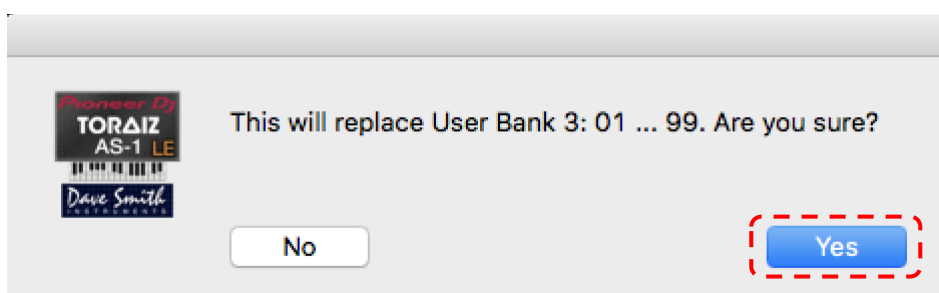 Pioneer Dj
TORAIZ
AS-1 LE
Dave Smith
INSTRUMENTS
This will replace User Bank 3: 01 ... 99. Are you sure?
No
Yes